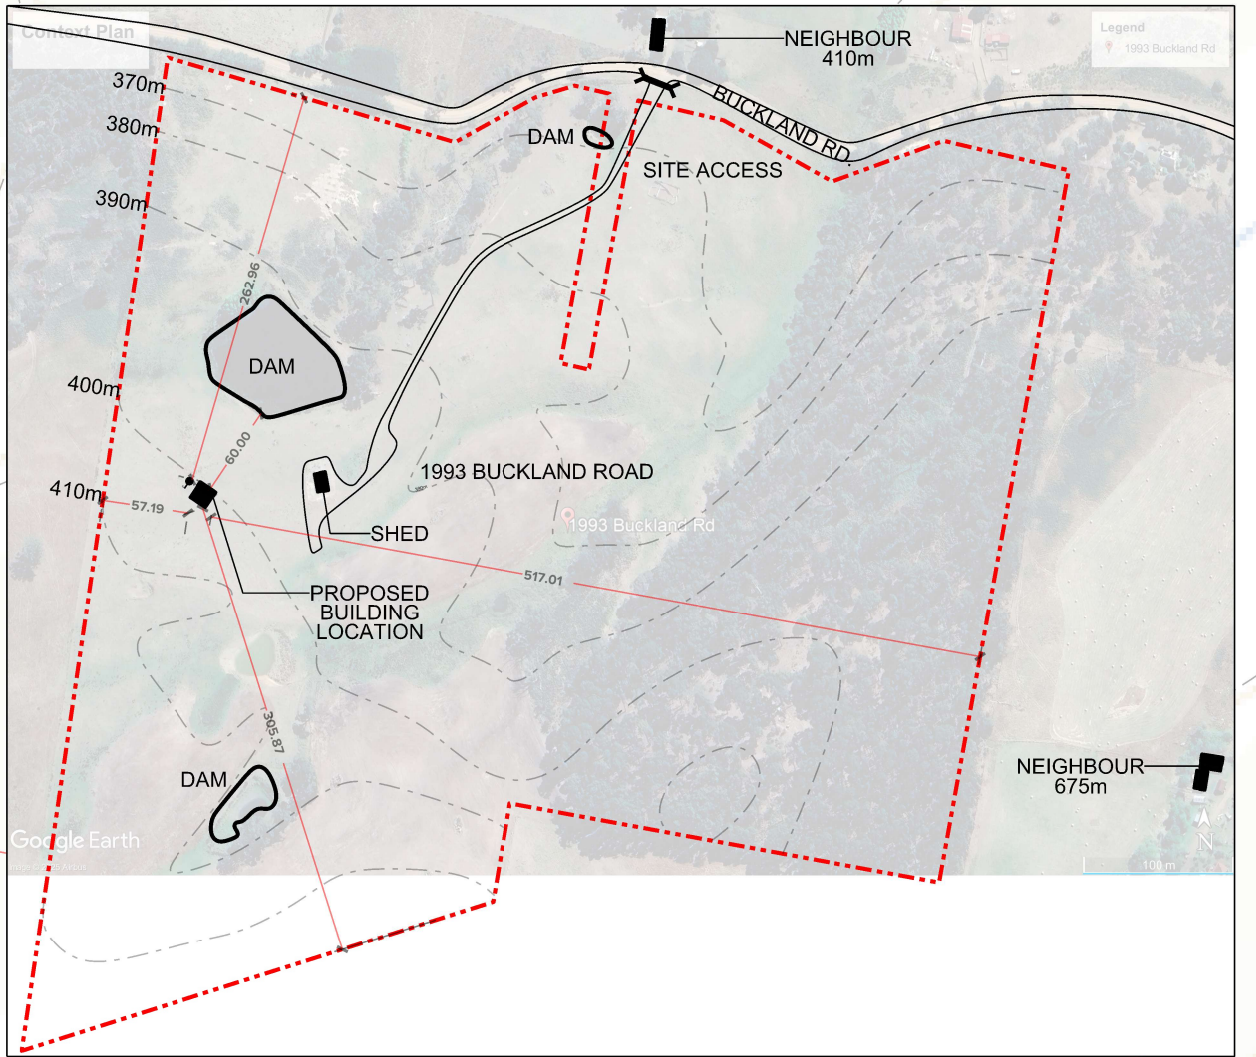 Context Plan
Legend
1993 Buckland Rd
NEIGHBOUR
410m
BUCKLAND RD.
370m
380m
390m
DAM
SITE ACCESS
262.96
DAM
400m
60.00
410m
57.19
1993 BUCKLAND ROAD
1993 Buckland Rd
SHED
517.01
PROPOSED
BUILDING
LOCATION
305.87
DAM
NEIGHBOUR
675m
Google Earth
N
100 m